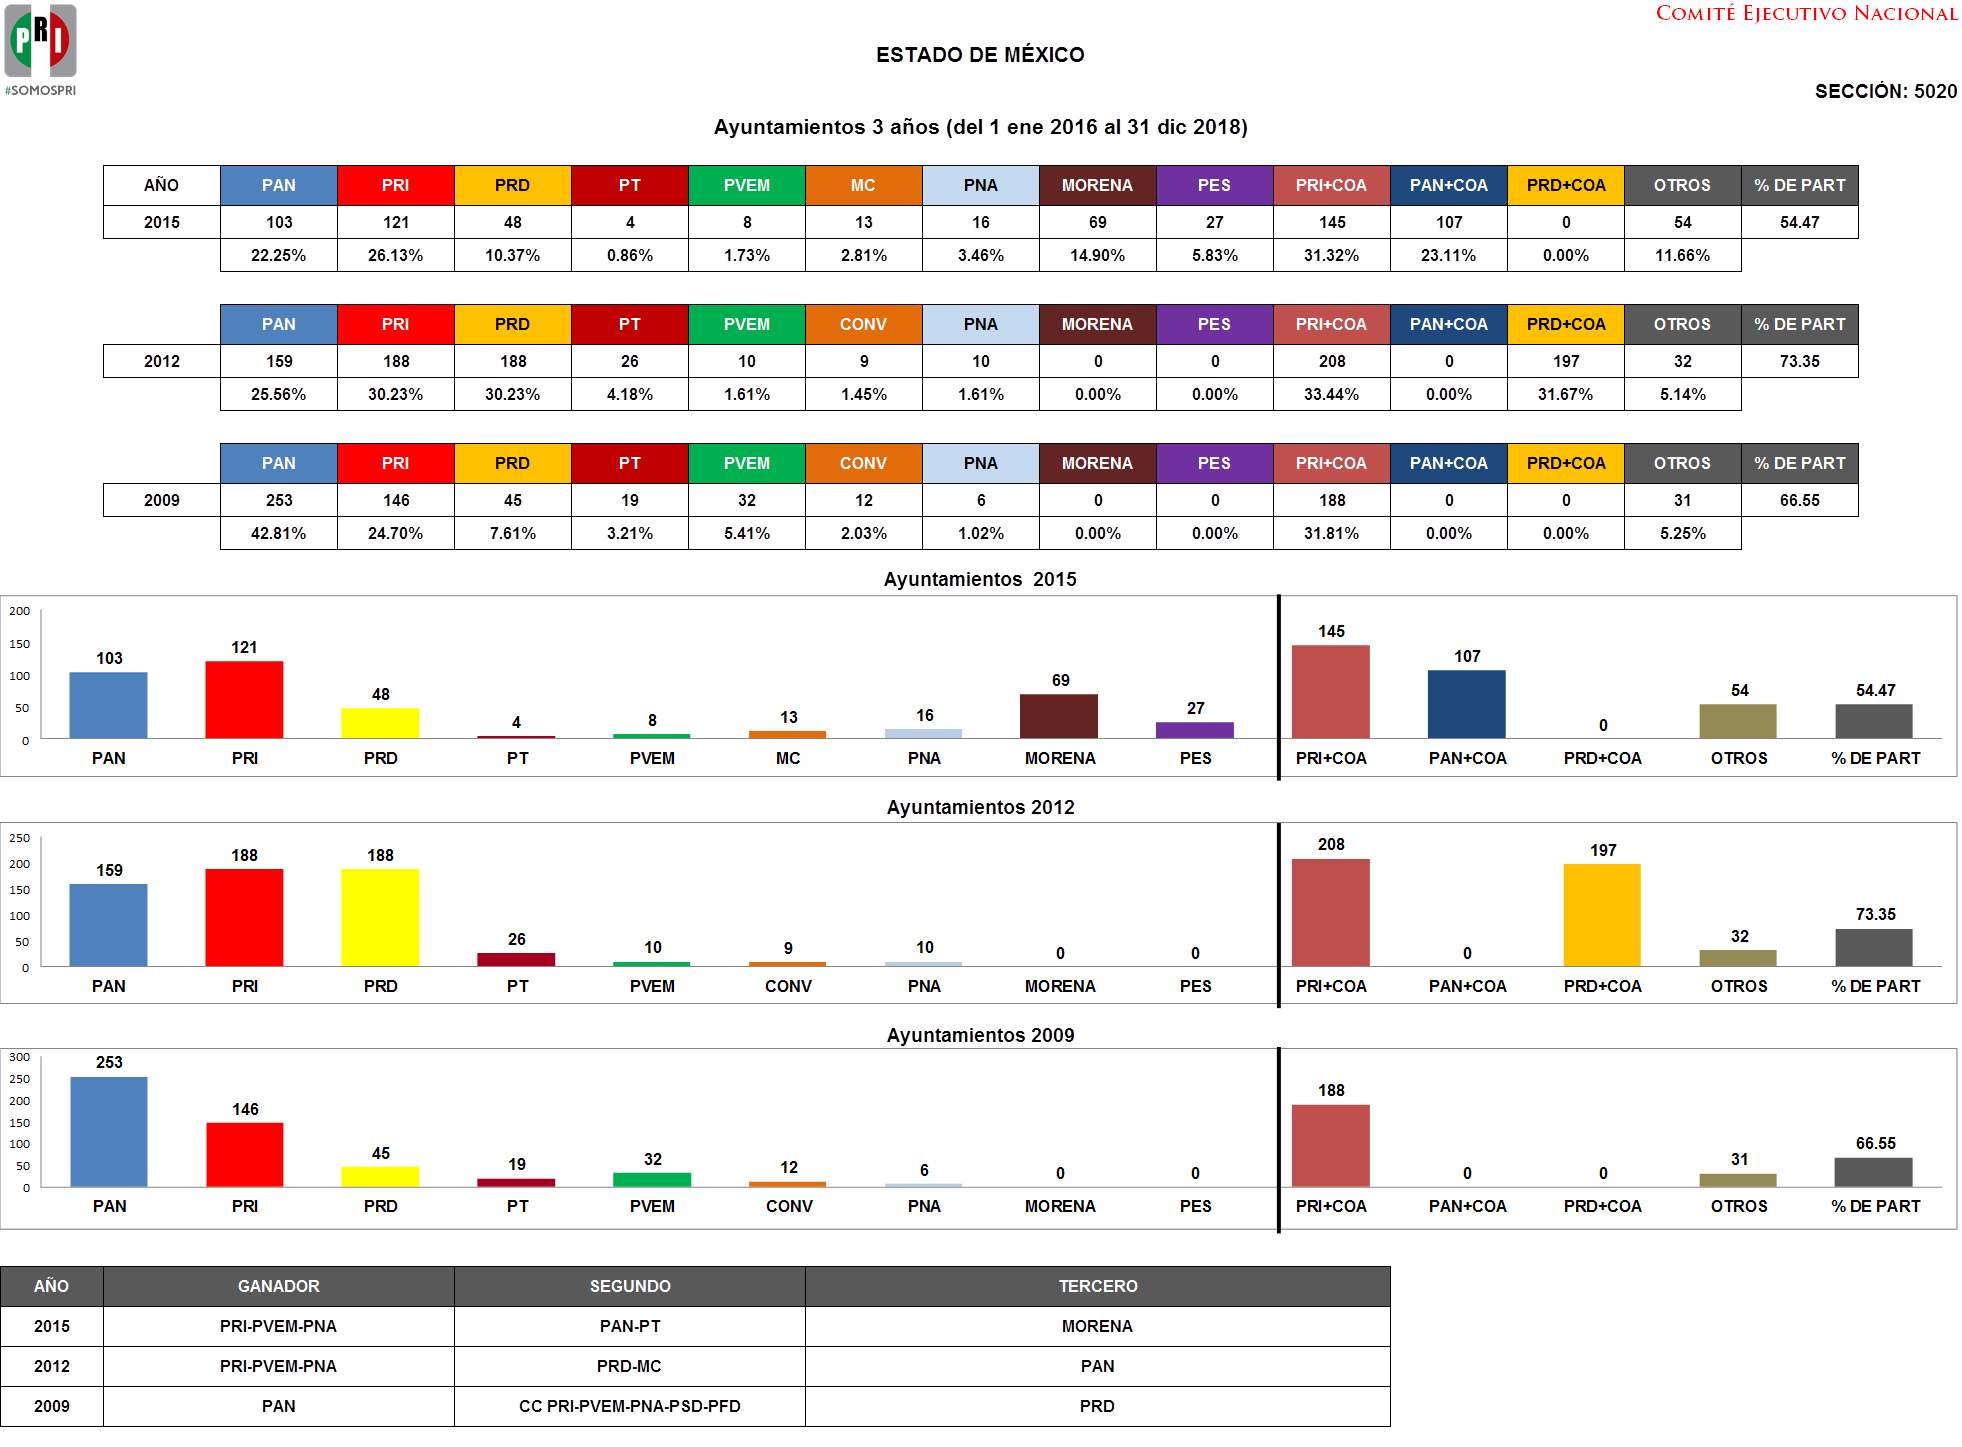 COMITÉ EJECUTIVO NACIONAL
PRI
#SOMOSPRI
ESTADO DE MÉXICO
SECCIÓN: 5020
Ayuntamientos 3 años (del 1 ene 2016 al 31 dic 2018)
AÑO PAN PRI PRD PT PVEM MC PNA MORENA PES PRI+COA PAN+COA PRD+COA OTROS % DE PART
2015 103 121 48 4 8 13 16 69 27 145 107 0 54 54.47
22.25% 26.13% 10.37% 0.86% 1.73% 2.81% 3.46% 14.90% 5.83% 31.32% 23.11% 0.00% 11.66%
PAN PRI PRD PT PVEM CONV PNA MORENA PES PRI+COA PAN+COA PRD+COA OTROS % DE PART
2012 159 188 188 26 10 9 10 0 0 208 0 197 32 73.35
25.56% 30.23% 30.23% 4.18% 1.61% 1.45% 1.61% 0.00% 0.00% 33.44% 0.00% 31.67% 5.14%
PAN PRI PRD PT PVEM CONV PNA MORENA PES PRI+COA PAN+COA PRD+COA OTROS % DE PART
2009 253 146 45 19 32 12 6 0 0 188 0 0 31 66.55
42.81% 24.70% 7.61% 3.21% 5.41% 2.03% 1.02% 0.00% 0.00% 31.81% 0.00% 0.00% 5.25%
Ayuntamientos 2015
200
150
100
50
0
103 121 48 4 8 13 16 69 27 145 107 0 54 54.47
PAN PRI PRD PT PVEM MC PNA MORENA PES PRI+COA PAN+COA PRD+COA OTROS % DE PART
Ayuntamientos 2012
250
200
150
100
50
0
159 188 188 26 10 9 10 0 0 208 0 197 32 73.35
PAN PRI PRD PT PVEM CONV PNA MORENA PES PRI+COA PAN+COA PRD+COA OTROS % DE PART
Ayuntamientos 2009
300
250
200
150
100
50
0
253 146 45 19 32 12 6 0 0 188 0 0 31 66.55
PAN PRI PRD PT PVEM CONV PNA MORENA PES PRI+COA PAN+COA PRD+COA OTROS % DE PART
AÑO GANADOR SEGUNDO TERCERO
2015 PRI-PVEM-PNA PAN-PT MORENA
2012 PRI-PVEM-PNA PRD-MC PAN
2009 PAN CC PRI-PVEM-PNA-PSD-PFD PRD